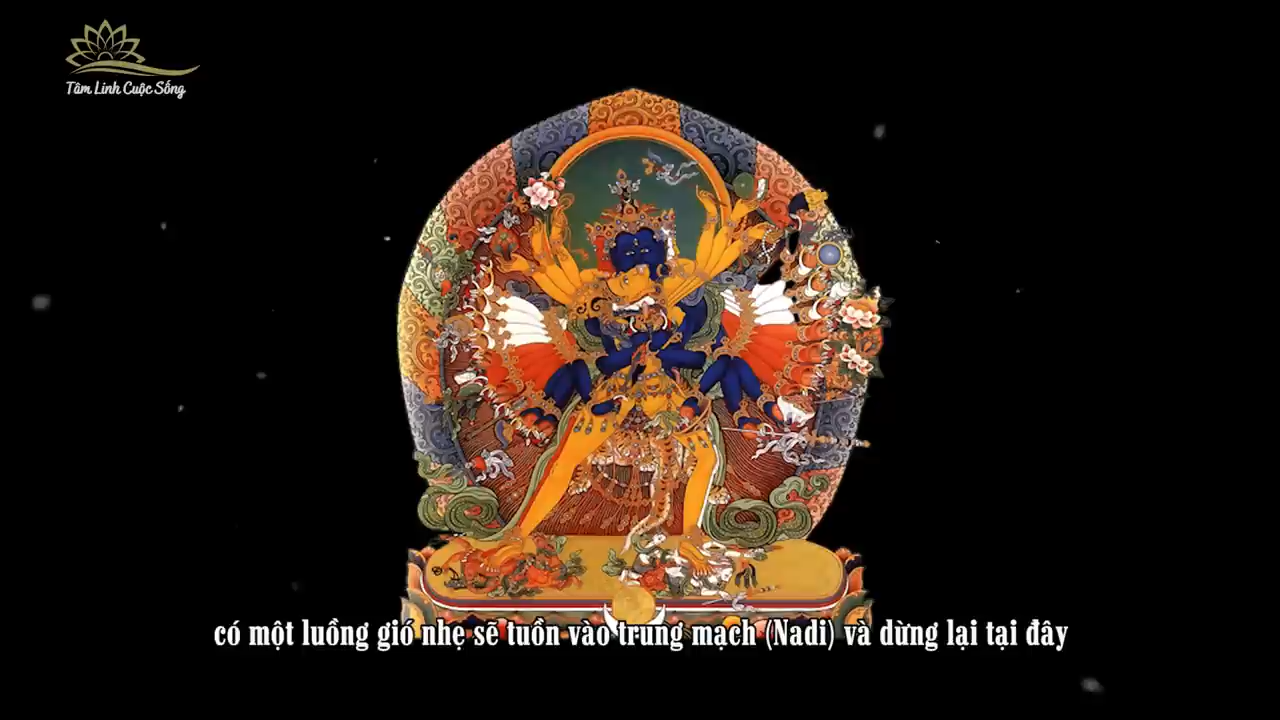 Tâm Linh Cuộc Sống
có một luồng gió nhẹ sẽ tuồn vào trung mạch (Nadi) và dừng lại tại đây